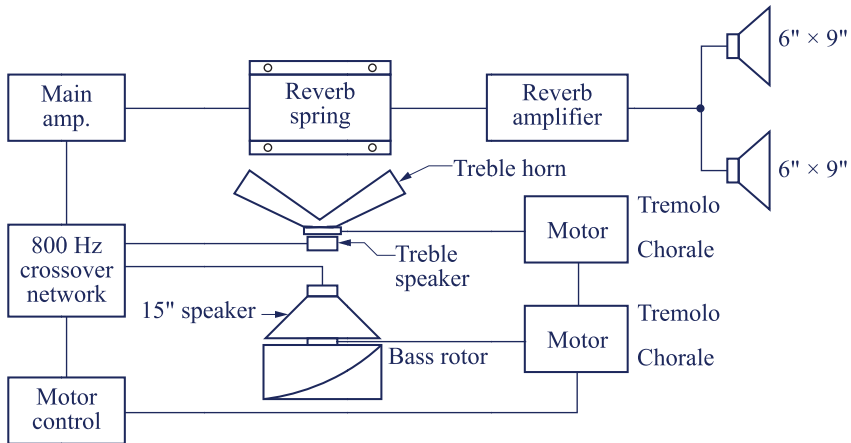 6" × 9"
Main
amp.
Reverb
spring
Reverb
amplifier
6" × 9"
Treble horn
Tremolo
Motor
Chorale
800 Hz
crossover
network
Treble
speaker
15" speaker
Tremolo
Motor
Chorale
Bass rotor
Motor
control